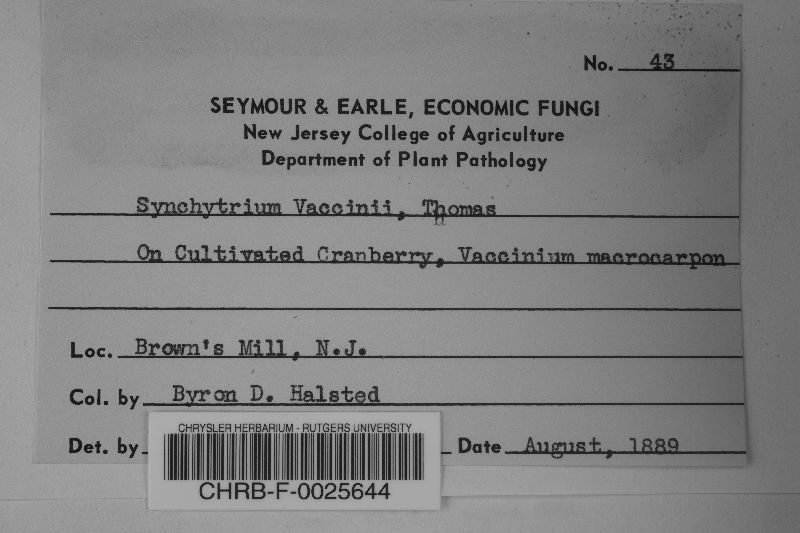 No. 43
SEYMOUR & EARLE, ECONOMIC FUNGI
New Jersey College of Agriculture
Department of Plant Pathology
Synchytrium Vaccinii, Thomas
On Cultivated Cranberry, Vaccinium macrocarpon
Loc. Brown's Mill, N.J.
Col. by Byron D. Halsted
Det. by Date August, 1889
CHRYSLER HERBARIUM - RUTGERS UNIVERSITY
CHRB-F-0025644